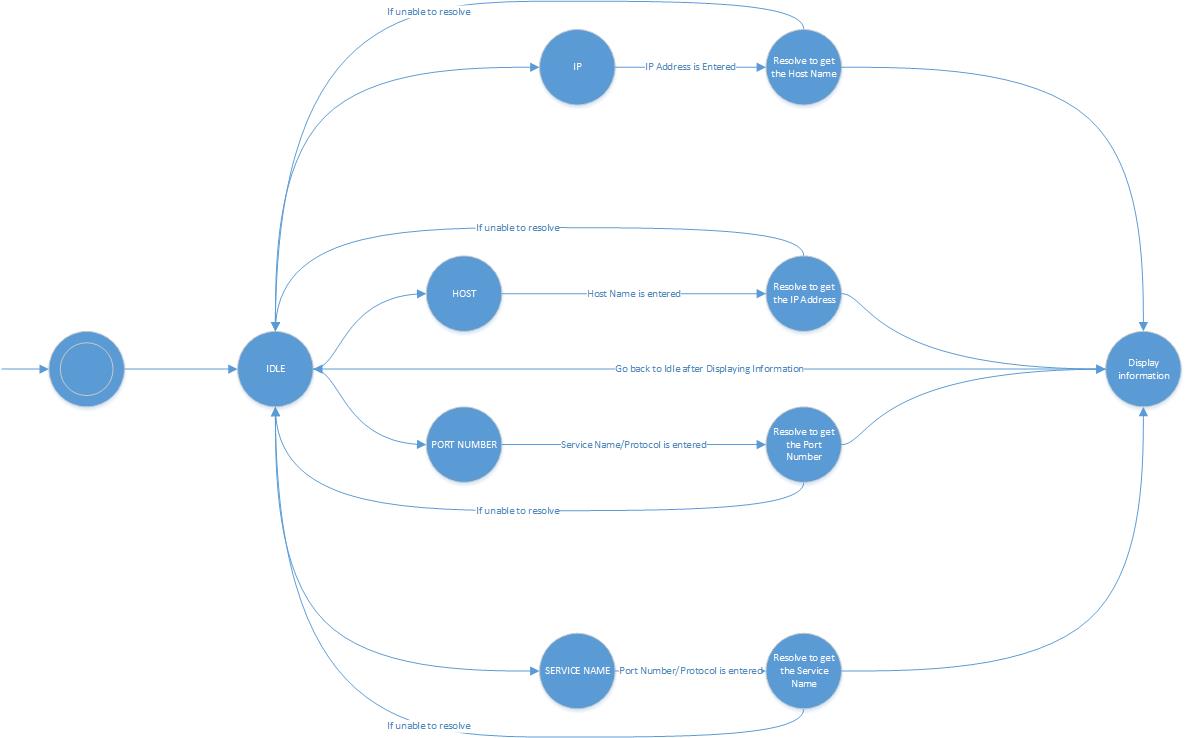 If unable to resolve
IP
IP Address is Entered
Resolve to get
the Host Name
If unable to resolve
HOST
Host Name is entered
Resolve to get
the IP Address
IDLE
Go back to Idle after Displaying Information
Display
information
PORT NUMBER
Service Name/Protocol is entered
Resolve to get
the Port
Number
If unable to resolve
SERVICE NAME
Port Number/Protocol is entered
Resolve to get
the Service
Name
If unable to resolve